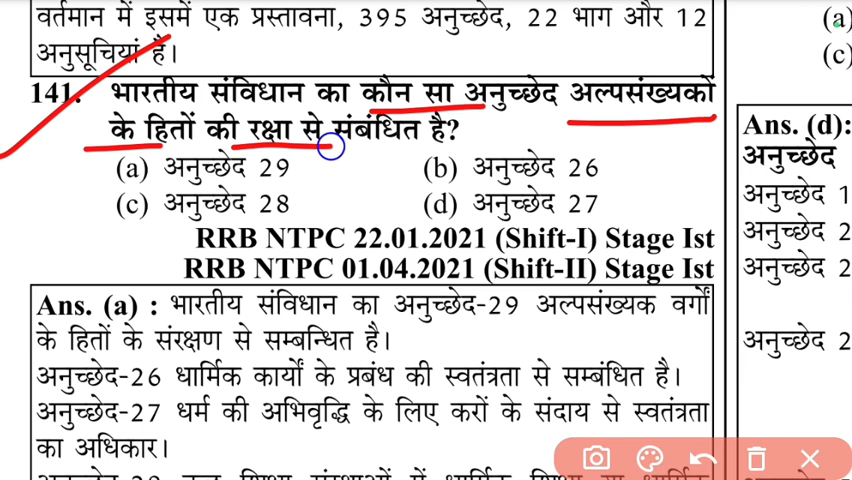 वर्तमान में इसमें एक प्रस्तावना, 395 अनुच्छेद, 22 भाग और 12
अनुसूचियां हैं।
141. भारतीय संविधान का कौन सा अनुच्छेद अल्पसंख्यकों
के हितों की रक्षा से संबंधित है?
(a) अनुच्छेद 29 (b) अनुच्छेद 26
(c) अनुच्छेद 28 (d) अनुच्छेद 27
RRB NTPC 22.01.2021 (Shift-I) Stage Ist
RRB NTPC 01.04.2021 (Shift-II) Stage Ist
Ans. (a) : भारतीय संविधान का अनुच्छेद-29 अल्पसंख्यक वर्गों
के हितों के संरक्षण से सम्बन्धित है।
अनुच्छेद-26 धार्मिक कार्यों के प्रबंध की स्वतंत्रता से सम्बंधित है।
अनुच्छेद-27 धर्म की अभिवृद्धि के लिए करों के संदाय से स्वतंत्रता
का अधिकार।
(a)
(c)
Ans. (d):
अनुच्छेद
अनुच्छेद 1
अनुच्छेद 2
अनुच्छेद 2
अनुच्छेद 2